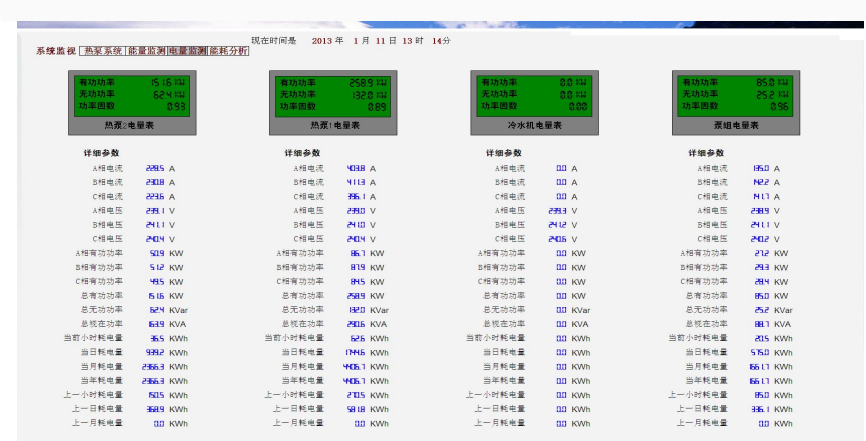 现在时间是 2013 年 1 月 11 日 13 时 14分
系统监视 热泵系统 能量监测 电量监测 能耗分析
有功功率 151.6 KW 有功功率 258.9 KW 有功功率 0.0 KW 有功功率 85.0 KW
无功功率 62.4 KW 无功功率 132.0 KW 无功功率 0.0 KW 无功功率 25.2 KW
功率因数 0.93 功率因数 0.89 功率因数 0.00 功率因数 0.96
热泵2电量表 热泵1电量表 冷水机电量表 泵组电量表
详细参数 详细参数 详细参数 详细参数
A相电流 228.5 A A相电流 403.8 A A相电流 0.0 A A相电流 135.0 A
B相电流 230.8 A B相电流 411.3 A B相电流 0.0 A B相电流 142.2 A
C相电流 223.6 A C相电流 396.1 A C相电流 0.0 A C相电流 141.7 A
A相电压 239.1 V A相电压 239.0 V A相电压 239.3 V A相电压 238.9 V
B相电压 241.1 V B相电压 241.0 V B相电压 241.2 V B相电压 241.1 V
C相电压 240.4 V C相电压 240.4 V C相电压 240.6 V C相电压 240.2 V
A相有功功率 50.9 KW A相有功功率 86.7 KW A相有功功率 0.0 KW A相有功功率 27.2 KW
B相有功功率 51.2 KW B相有功功率 87.9 KW B相有功功率 0.0 KW B相有功功率 29.3 KW
C相有功功率 49.5 KW C相有功功率 84.5 KW C相有功功率 0.0 KW C相有功功率 28.4 KW
总有功功率 151.6 KW 总有功功率 258.9 KW 总有功功率 0.0 KW 总有功功率 85.0 KW
总无功功率 62.4 KVar 总无功功率 132.0 KVar 总无功功率 0.0 KVar 总无功功率 25.2 KVar
总视在功率 163.9 KVA 总视在功率 290.6 KVA 总视在功率 0.0 KVA 总视在功率 88.7 KVA
当前小时耗电量 36.5 KWh 当前小时耗电量 62.6 KWh 当前小时耗电量 0.0 KWh 当前小时耗电量 20.5 KWh
当日耗电量 939.2 KWh 当日耗电量 1744.6 KWh 当日耗电量 0.0 KWh 当日耗电量 575.0 KWh
当月耗电量 2366.3 KWh 当月耗电量 4406.7 KWh 当月耗电量 0.0 KWh 当月耗电量 1661.7 KWh
当年耗电量 2366.3 KWh 当年耗电量 4406.7 KWh 当年耗电量 0.0 KWh 当年耗电量 1661.7 KWh
上一小时耗电量 150.5 KWh 上一小时耗电量 270.5 KWh 上一小时耗电量 0.0 KWh 上一小时耗电量 85.0 KWh
上一日耗电量 368.9 KWh 上一日耗电量 581.8 KWh 上一日耗电量 0.0 KWh 上一日耗电量 336.1 KWh
上一月耗电量 0.0 KWh 上一月耗电量 0.0 KWh 上一月耗电量 0.0 KWh 上一月耗电量 0.0 KWh